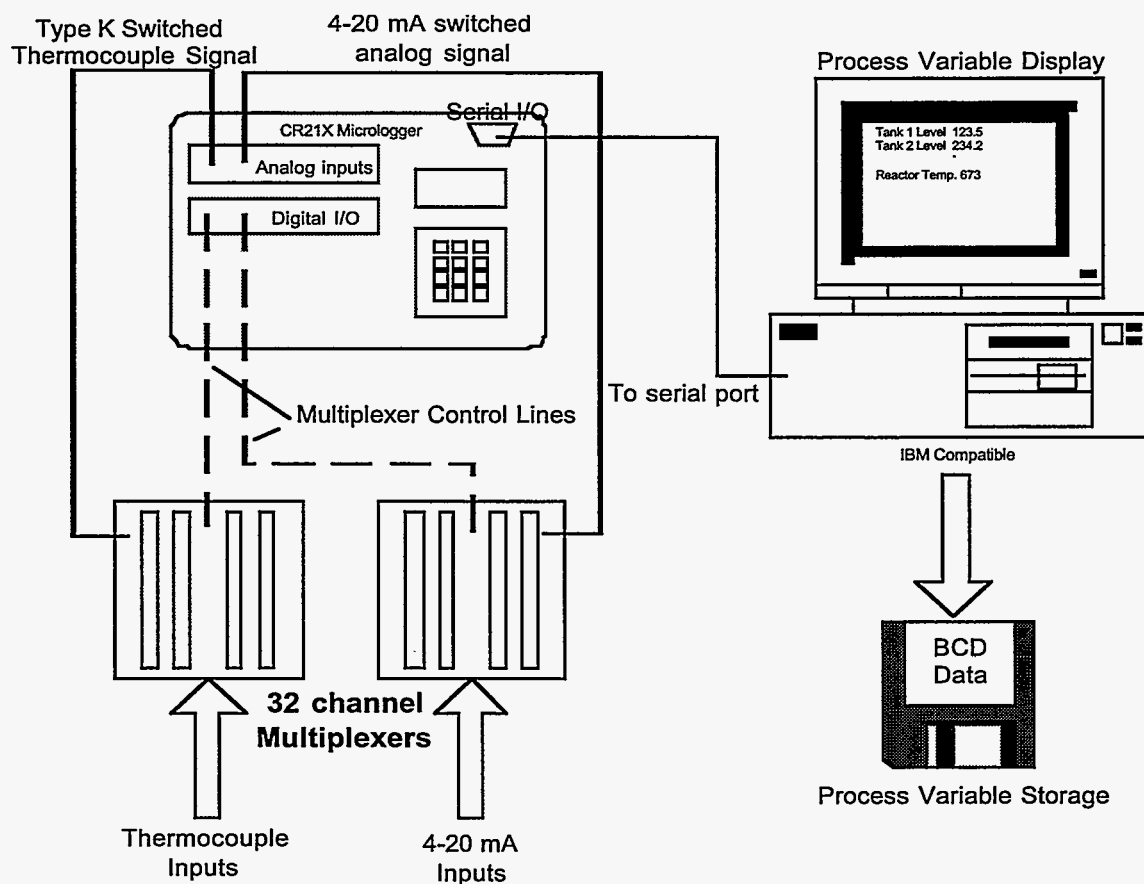 Type K Switched
Thermocouple Signal
4-20 mA switched
analog signal
Process Variable Display
Serial I/O
CR21X Micrologger
Analog inputs
Digital I/O
Tank 1 Level 123.5
Tank 2 Level 234.2
Reactor Temp. 673
Multiplexer Control Lines
To serial port
IBM Compatible
32 channel
Multiplexers
BCD
Data
Process Variable Storage
Thermocouple
Inputs
4-20 mA
Inputs